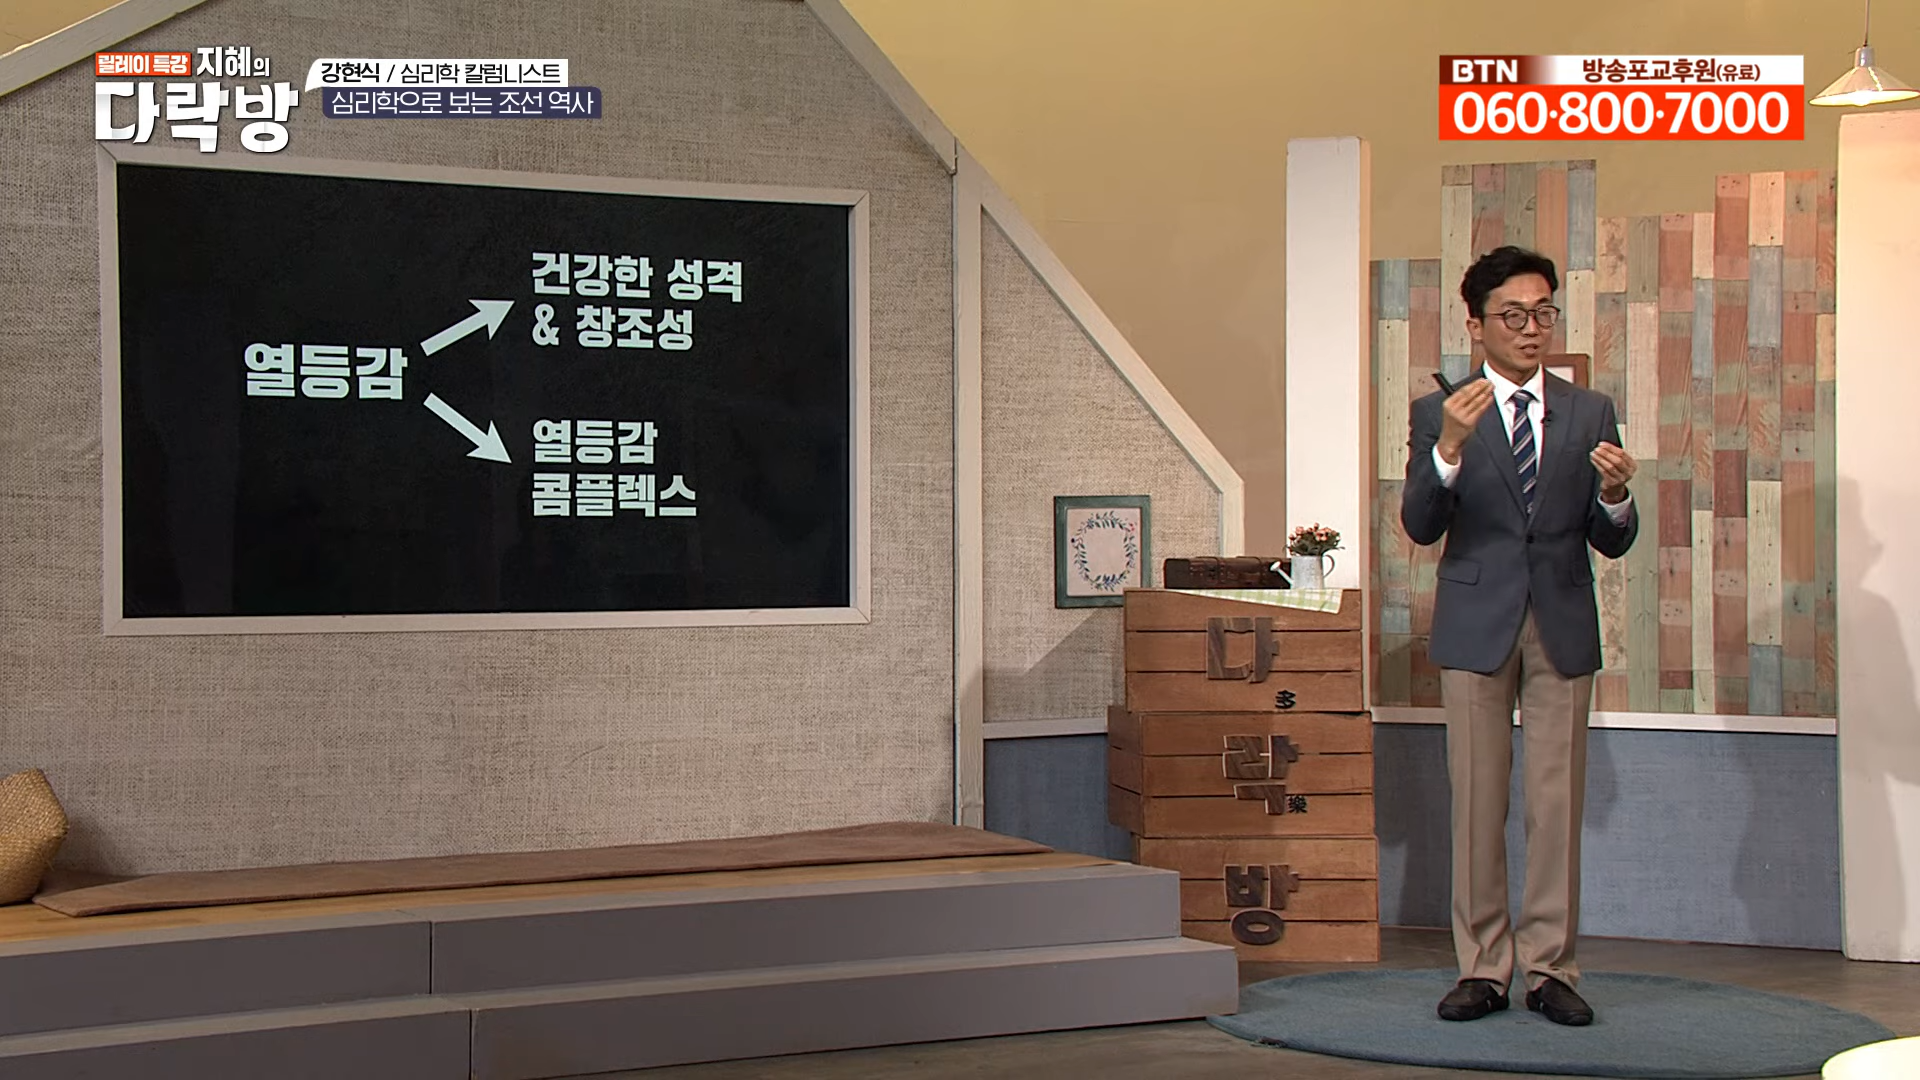 릴레이 특강 지혜의
다락방
강현식 / 심리학 칼럼니스트
심리학으로 보는 조선 역사
BTN 방송포교후원(유료)
060·800·7000
열등감
건강한 성격
& 창조성
열등감
콤플렉스
다
多
락
樂
방